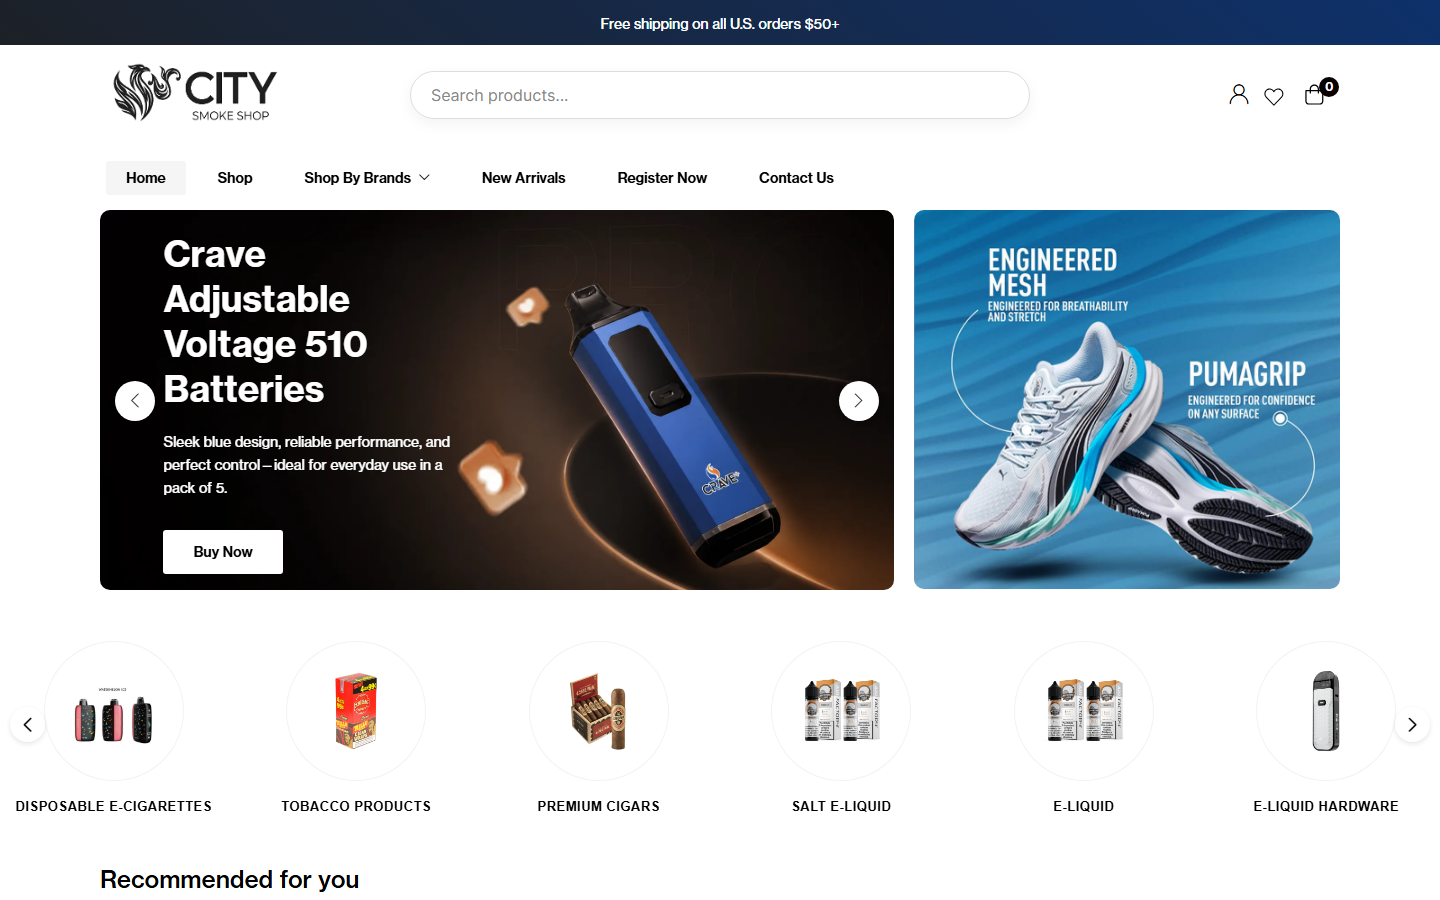 Free shipping on all U.S. orders $50+
CITY
SMOKE SHOP
Search products...
0
Home
Shop
Shop By Brands
New Arrivals
Register Now
Contact Us
Crave
Adjustable
Voltage 510
Batteries
Sleek blue design, reliable performance, and
perfect control – ideal for everyday use in a
pack of 5.
Buy Now
CRAVE
ENGINEERED
MESH
ENGINEERED FOR BREATHABILITY
AND STRETCH
PUMAGRIP
ENGINEERED FOR CONFIDENCE
ON ANY SURFACE
DISPOSABLE E-CIGARETTES
TOBACCO PRODUCTS
PREMIUM CIGARS
SALT E-LIQUID
E-LIQUID
E-LIQUID HARDWARE
Recommended for you